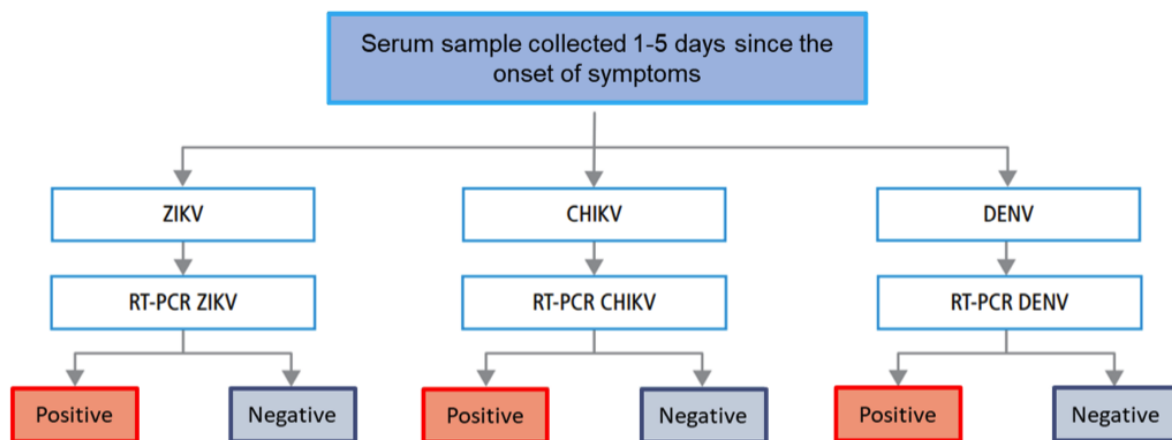 Serum sample collected 1-5 days since the
onset of symptoms
ZIKV
CHIKV
DENV
RT-PCR ZIKV
RT-PCR CHIKV
RT-PCR DENV
Positive
Negative
Positive
Negative
Positive
Negative